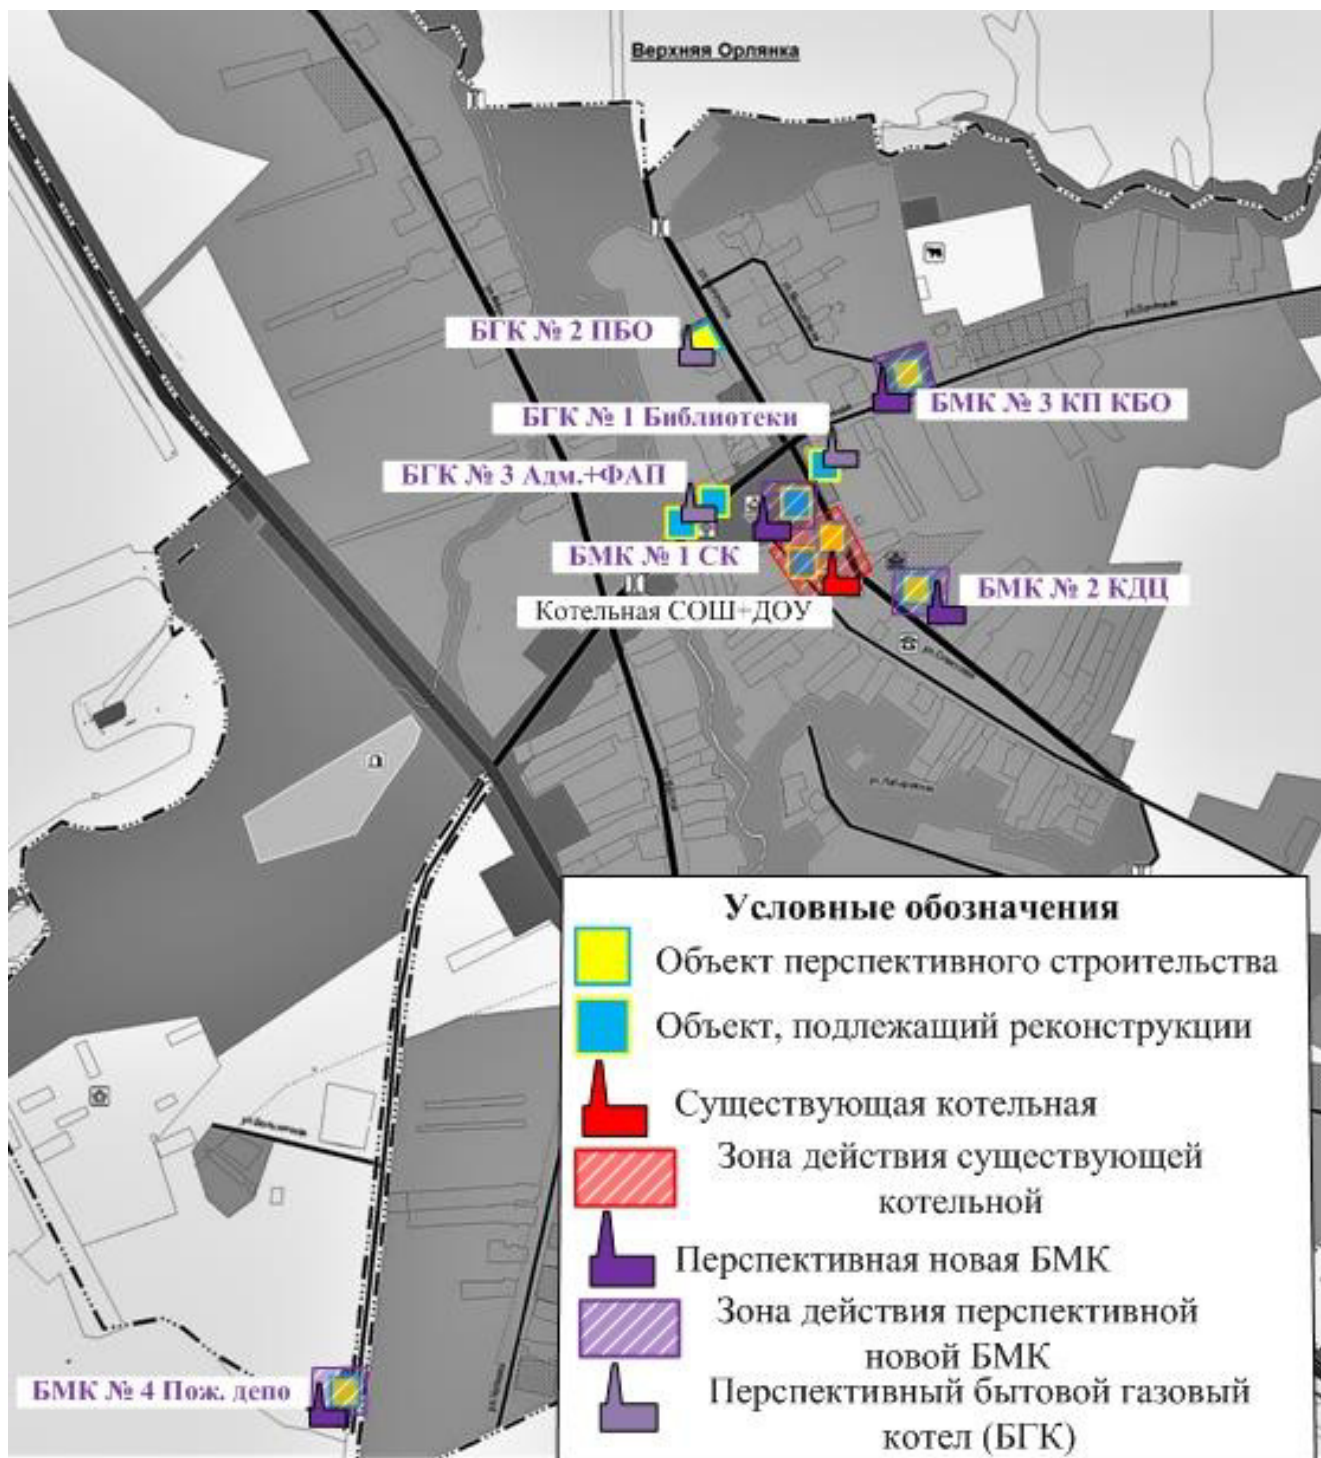 Верхняя Орлянка
БГК № 2 ПБО
БМК № 3 КП КБО
БГК № 1 Библиотеки
БГК № 3 Адм.+ФАП
БМК № 1 СК
БМК № 2 КДЦ
Котельная СОШ+ДОУ
Условные обозначения
Объект перспективного строительства
Объект, подлежащий реконструкции
Существующая котельная
Зона действия существующей
котельной
Перспективная новая БМК
Зона действия перспективной
новой БМК
Перспективный бытовой газовый
котел (БГК)
БМК № 4 Пож. депо